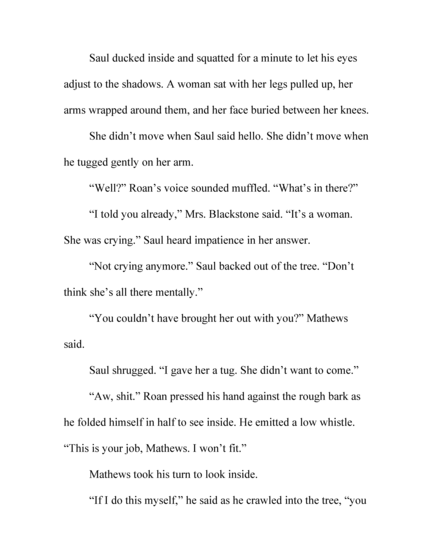 Saul ducked inside and squatted for a minute to let his eyes
adjust to the shadows. A woman sat with her legs pulled up, her
arms wrapped around them, and her face buried between her knees.
She didn’t move when Saul said hello. She didn’t move when
he tugged gently on her arm.
“Well?” Roan’s voice sounded muffled. “What’s in there?”
“I told you already,” Mrs. Blackstone said. “It’s a woman.
She was crying.” Saul heard impatience in her answer.
“Not crying anymore.” Saul backed out of the tree. “Don’t
think she’s all there mentally.”
“You couldn’t have brought her out with you?” Mathews
said.
Saul shrugged. “I gave her a tug. She didn’t want to come.”
“Aw, shit.” Roan pressed his hand against the rough bark as
he folded himself in half to see inside. He emitted a low whistle.
“This is your job, Mathews. I won’t fit.”
Mathews took his turn to look inside.
“If I do this myself,” he said as he crawled into the tree, “you